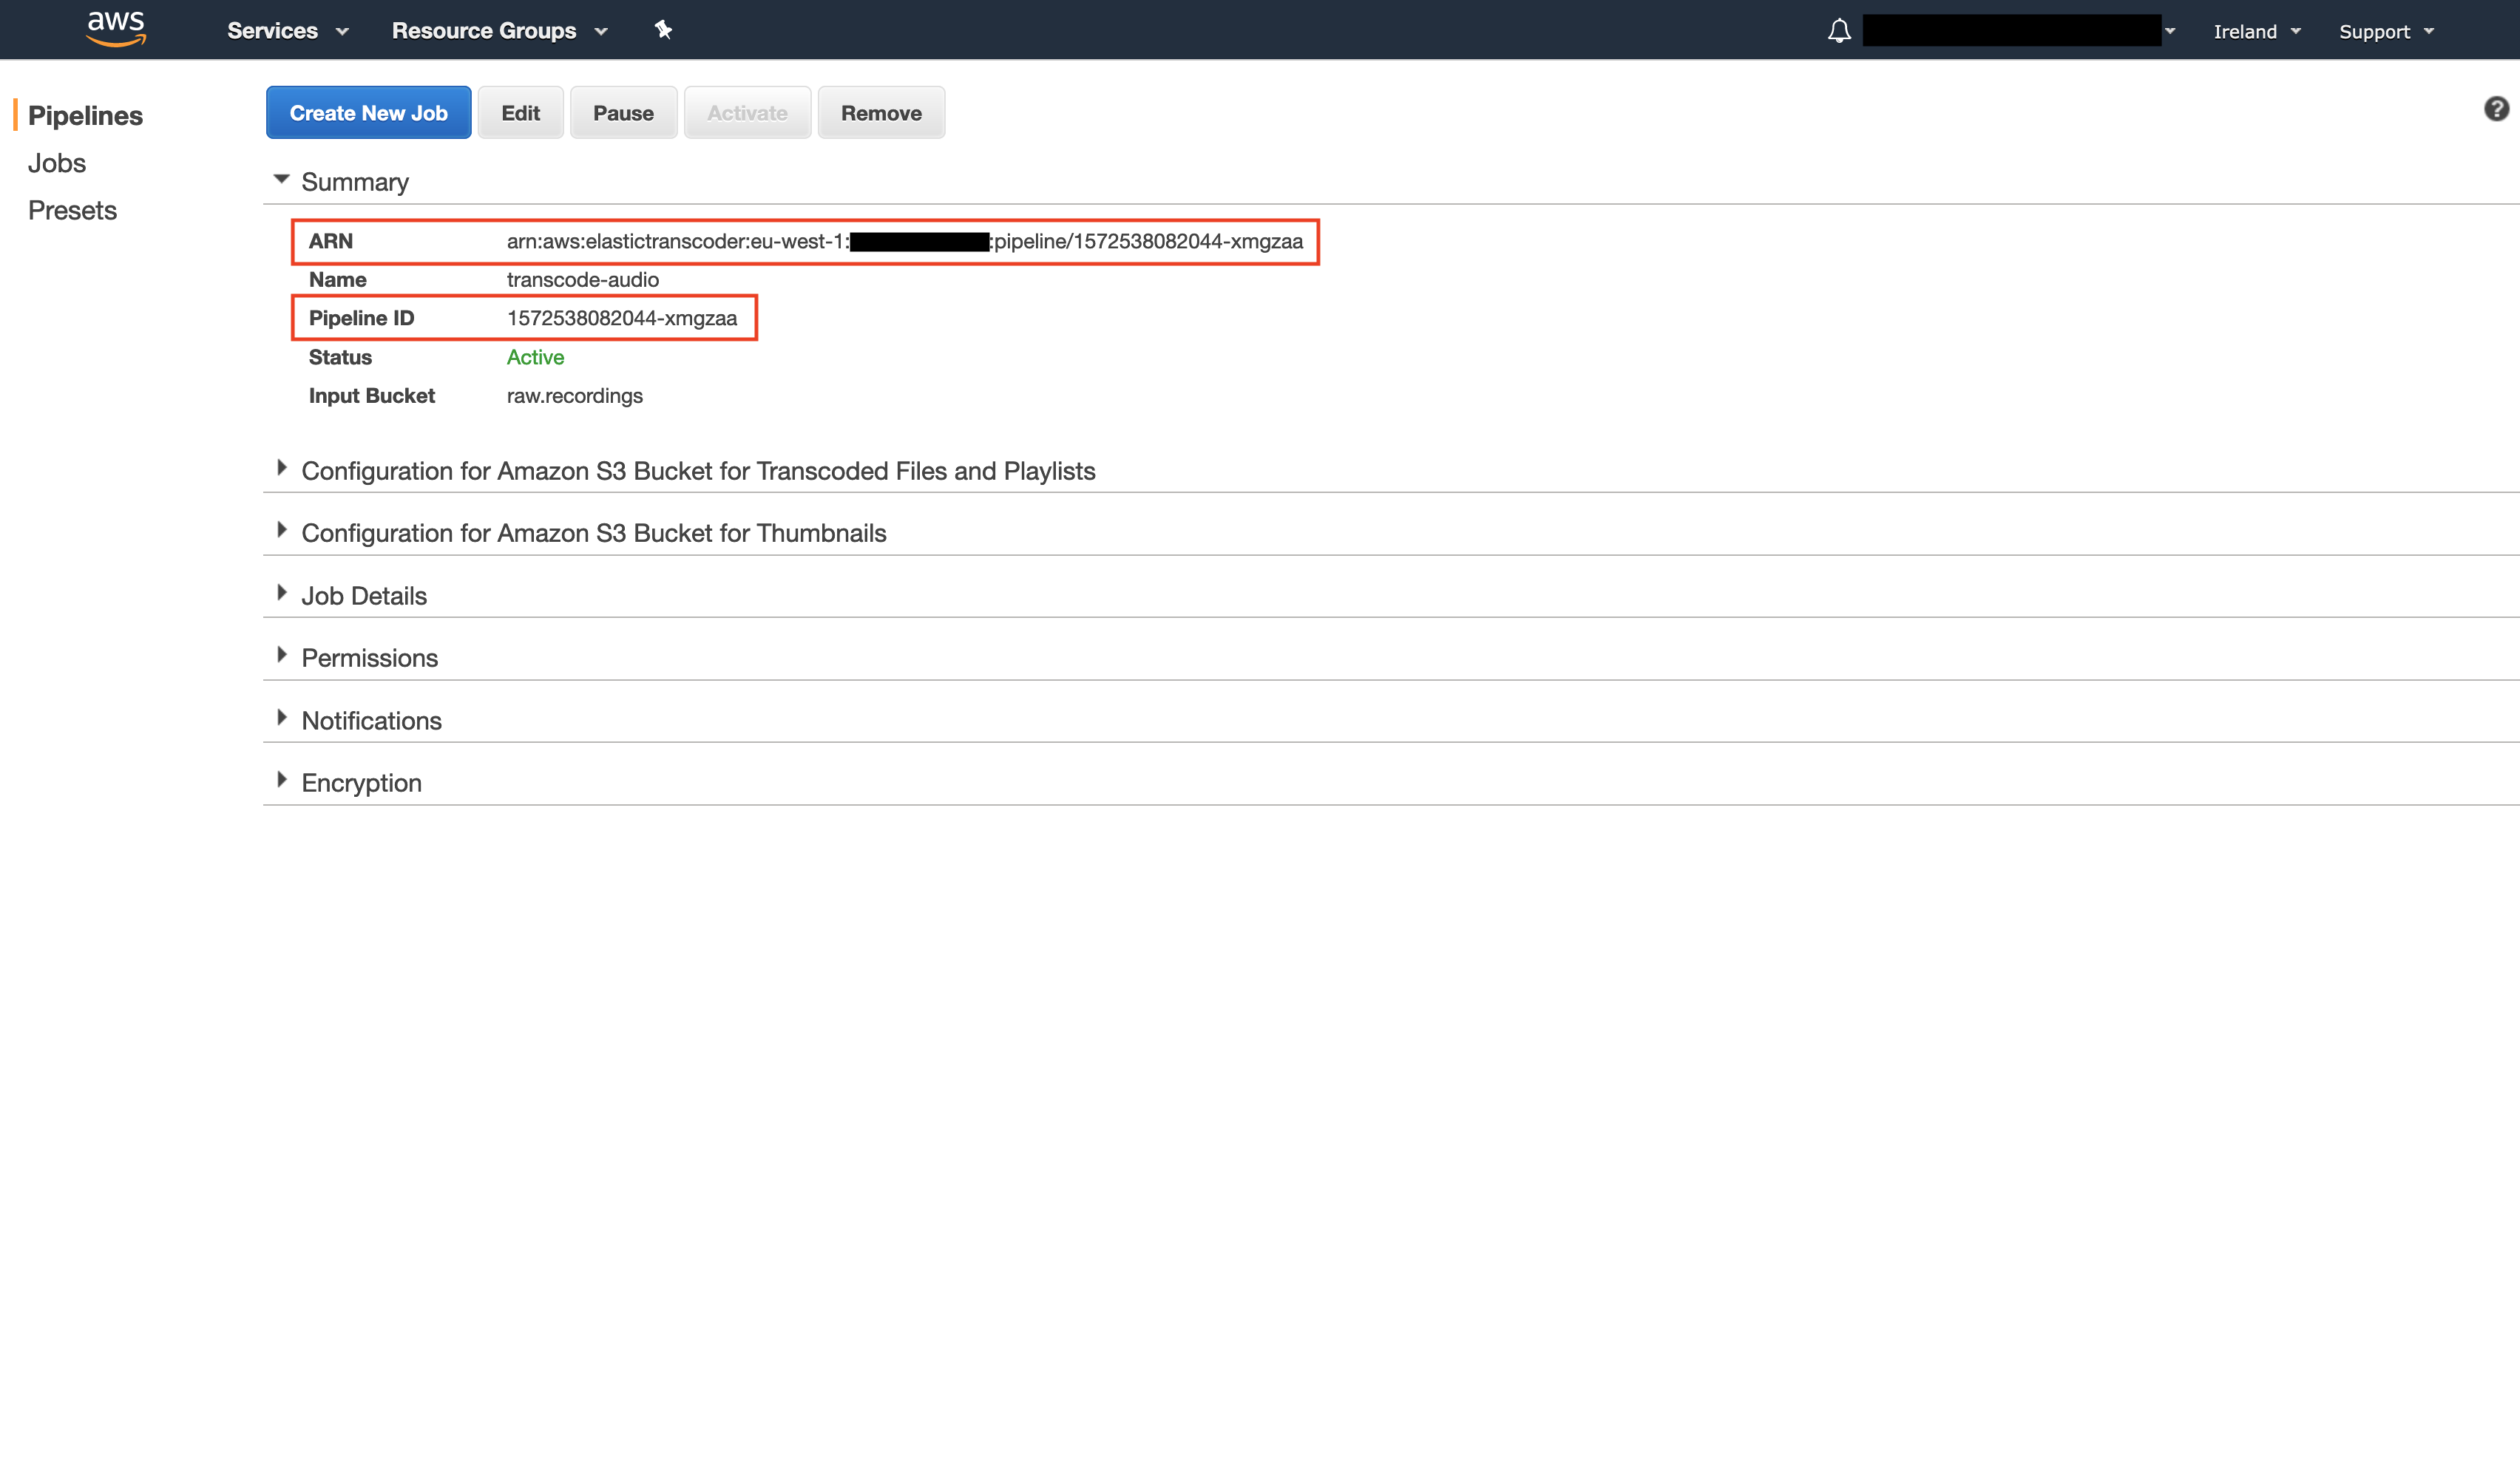 aws Services Resource Groups Ireland Support
Pipelines
Jobs
Presets
Create New Job Edit Pause Activate Remove ?
Summary
ARN arn:aws:elastictranscoder:eu-west-1: :pipeline/1572538082044-xmgzaa
Name transcode-audio
Pipeline ID 1572538082044-xmgzaa
Status Active
Input Bucket raw.recordings
Configuration for Amazon S3 Bucket for Transcoded Files and Playlists
Configuration for Amazon S3 Bucket for Thumbnails
Job Details
Permissions
Notifications
Encryption